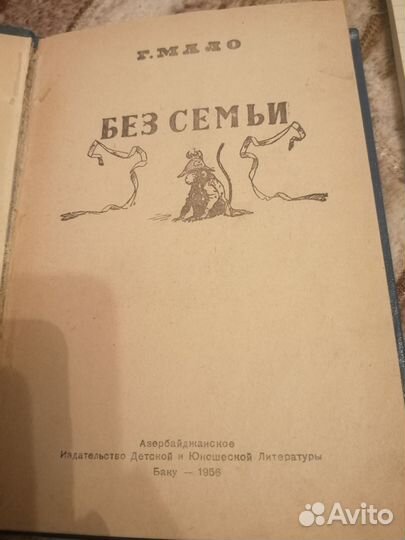 Г. МАЛО
БЕЗ СЕМЬИ
Азербайджанское
Издательство Детской и Юношеской Литературы
Баку — 1956
Avito